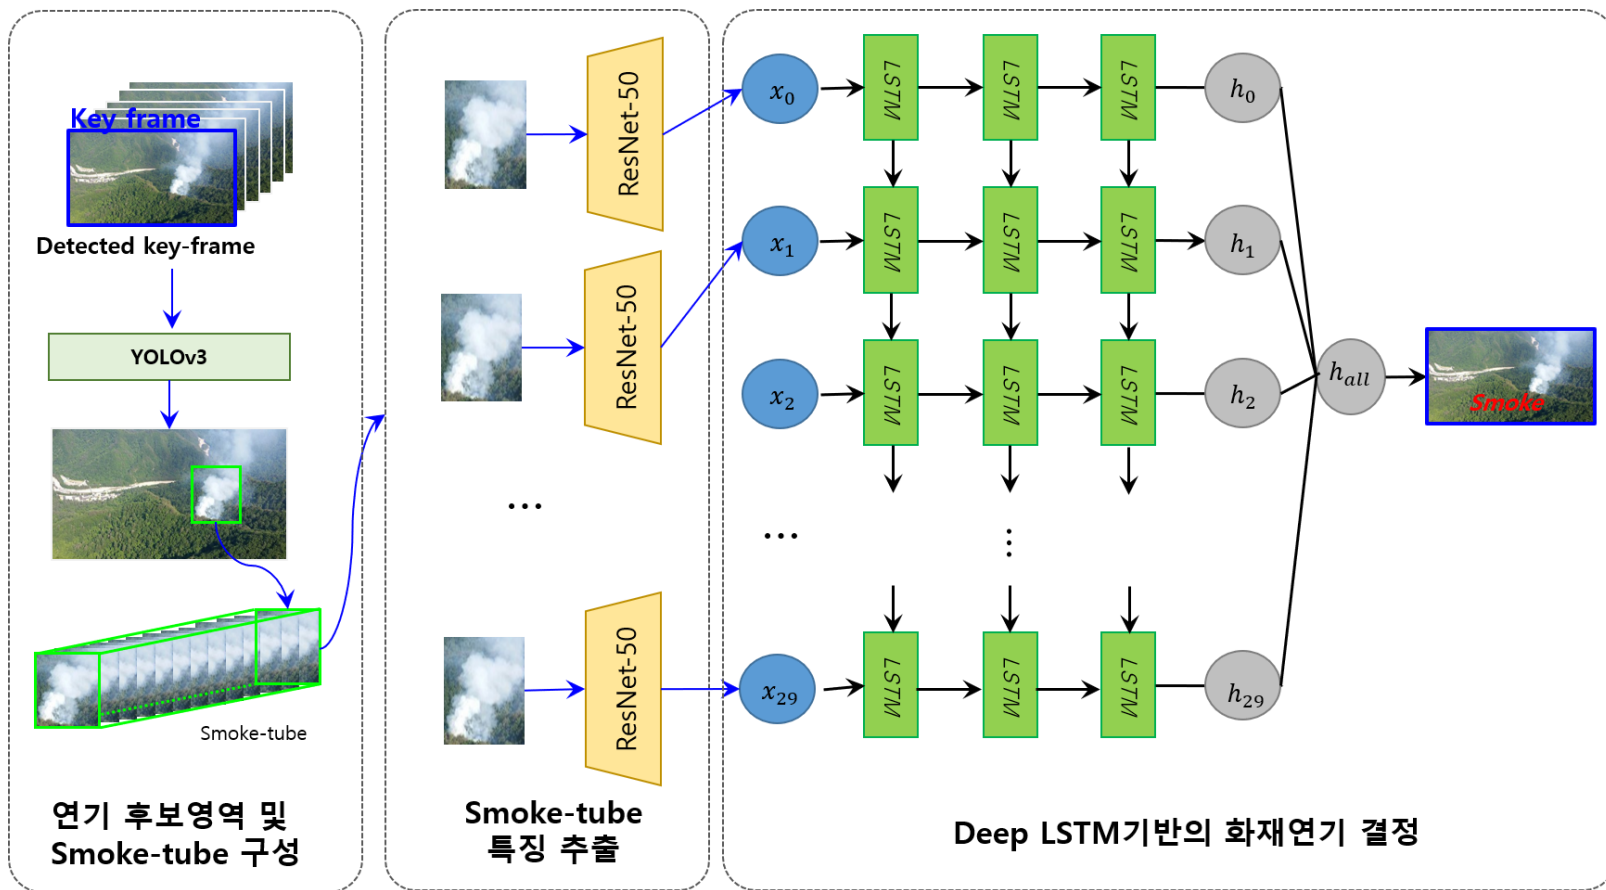 Key frame
Detected key-frame
YOLOv3
Smoke-tube
연기 후보영역 및
Smoke-tube 구성
ResNet-50
ResNet-50
...
ResNet-50
Smoke-tube
특징 추출
x0
LSTM
LSTM
LSTM
h0
x1
LSTM
LSTM
LSTM
h1
x2
LSTM
LSTM
LSTM
h2
...
⋮
x29
LSTM
LSTM
LSTM
h29
hall
Smoke
Deep LSTM기반의 화재연기 결정